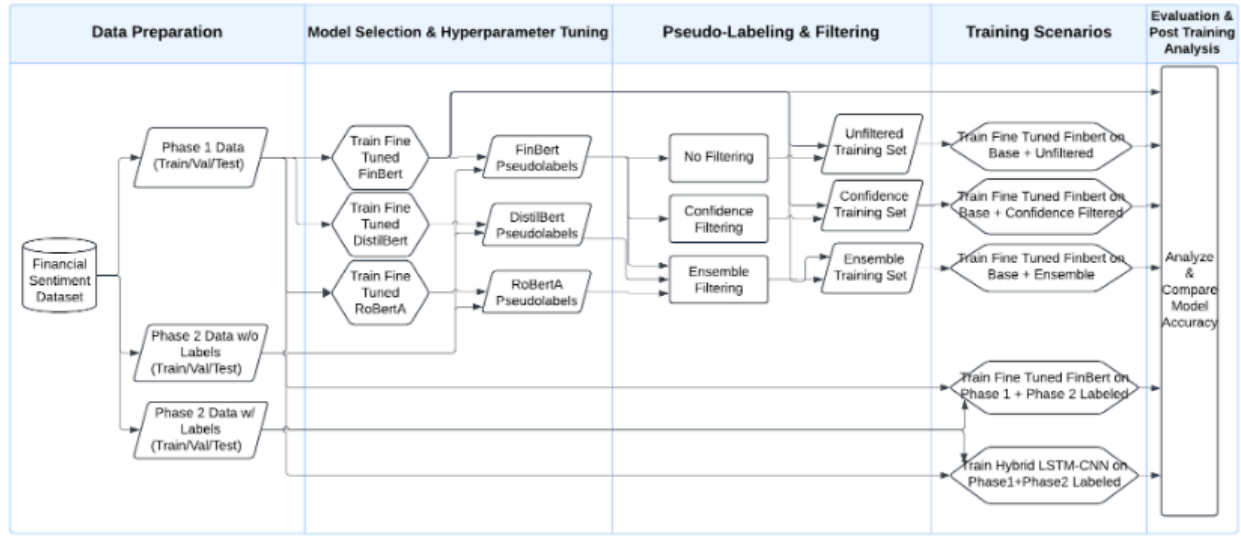 Data Preparation
Model Selection & Hyperparameter Tuning
Pseudo-Labeling & Filtering
Training Scenarios
Evaluation &
Post Training
Analysis
Financial
Sentiment
Dataset
Phase 1 Data
(Train/Val/Test)
Phase 2 Data w/o
Labels
(Train/Val/Test)
Phase 2 Data w/
Labels
(Train/Val/Test)
Train Fine
Tuned
FinBert
Train Fine
Tuned
DistilBert
Train Fine
Tuned
RoBertA
FinBert
Pseudolabels
DistilBert
Pseudolabels
RoBertA
Pseudolabels
No Filtering
Confidence
Filtering
Ensemble
Filtering
Unfiltered
Training Set
Confidence
Training Set
Ensemble
Training Set
Train Fine Tuned Finbert on
Base + Unfiltered
Train Fine Tuned Finbert on
Base + Confidence Filtered
Train Fine Tuned Finbert on
Base + Ensemble
Train Fine Tuned FinBert on
Phase 1 + Phase 2 Labeled
Train Hybrid LSTM-CNN on
Phase1+Phase2 Labeled
Analyze
&
Compare
Model
Accuracy